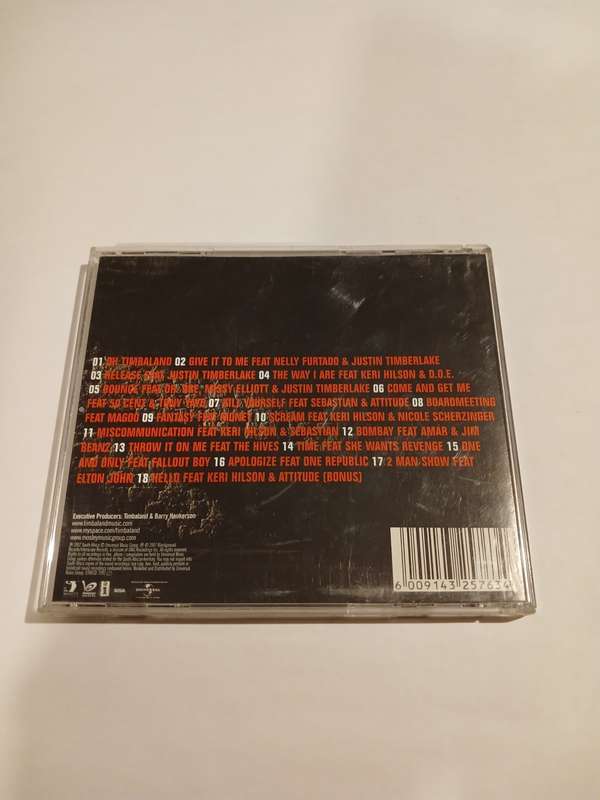 01 OH TIMBALAND 02 GIVE IT TO ME FEAT NELLY FURTADO & JUSTIN TIMBERLAKE
03 RELEASE FEAT JUSTIN TIMBERLAKE 04 THE WAY I ARE FEAT KERI HILSON & D.O.E.
05 BOUNCE FEAT DR. DRE, MISSY ELLIOTT & JUSTIN TIMBERLAKE 06 COME AND GET ME
FEAT 50 CENT & TONY YAYO 07 KILL YOURSELF FEAT SEBASTIAN & ATTITUDE 08 BOARDMEETING
FEAT MAGOO 09 FANTASY FEAT MONEY 10 SCREAM FEAT KERI HILSON & NICOLE SCHERZINGER
11 MISCOMMUNICATION FEAT KERI HILSON & SEBASTIAN 12 BOMBAY FEAT AMAR & JIM
BEANZ 13 THROW IT ON ME FEAT THE HIVES 14 TIME FEAT SHE WANTS REVENGE 15 ONE
AND ONLY FEAT FALLOUT BOY 16 APOLOGIZE FEAT ONE REPUBLIC 17 2 MAN SHOW FEAT
ELTON JOHN 18 HELLO FEAT KERI HILSON & ATTITUDE (BONUS)
Executive Producers: Timbaland & Barry Hankerson
www.timbalandmusic.com
www.myspace.com/timbaland
www.mosleymusicgroup.com
UNIVERSAL
6 009143 257634